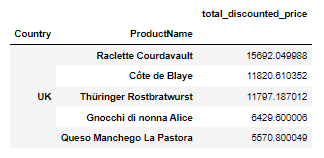 total_discounted_price
Country ProductName
Raclette Courdavault 15692.049988
Côte de Blaye 11820.610352
UK Thüringer Rostbratwurst 11797.187012
Gnocchi di nonna Alice 6429.600006
Queso Manchego La Pastora 5570.800049